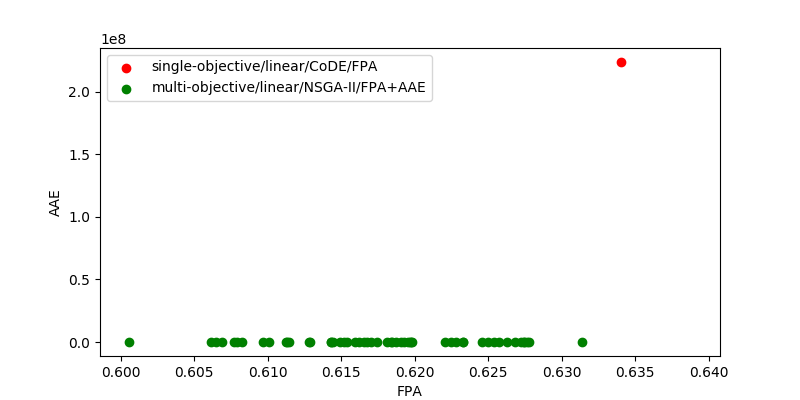 1e8
single-objective/linear/CoDE/FPA
multi-objective/linear/NSGA-II/FPA+AAE
2.0
1.5
1.0
0.5
0.0
AAE
0.600 0.605 0.610 0.615 0.620 0.625 0.630 0.635 0.640
FPA